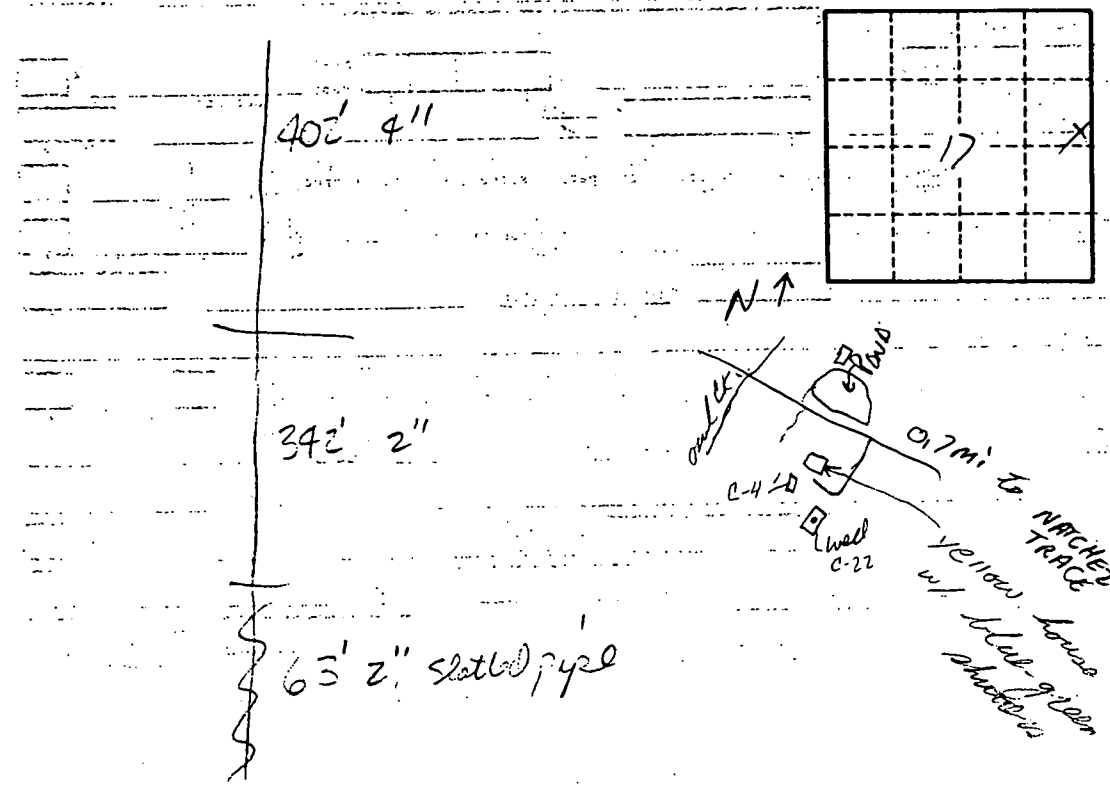 402' 4"
17
X
N ↑
Pond
0.7 mi to
NATCHEZ
TRACE
C-4
well
C-22
342' 2"
yellow house
w/ blue-green
shutters
63' 2" slotted pipe